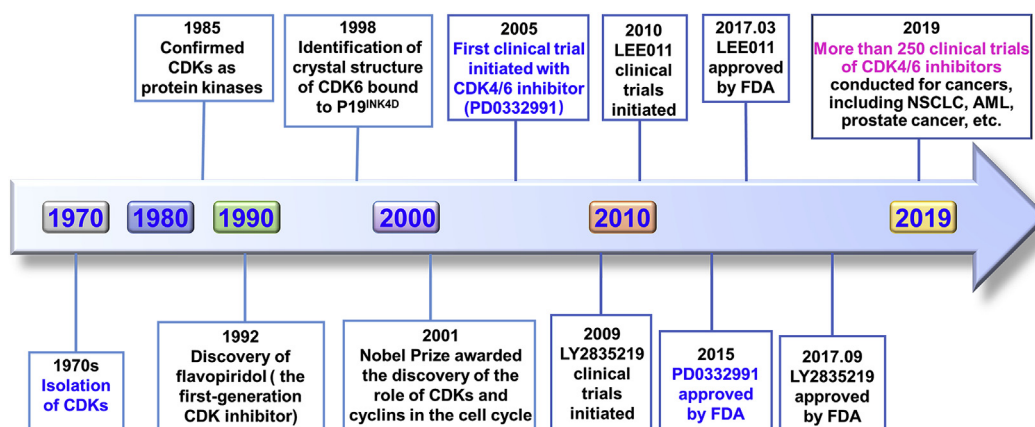 1985
Confirmed
CDKs as
protein kinases
1998
Identification of
crystal structure
of CDK6 bound
to P19INK4D
2005
First clinical trial
initiated with
CDK4/6 inhibitor
(PD0332991)
2010
LEE011
clinical
trials
initiated
2017.03
LEE011
approved
by FDA
2019
More than 250 clinical trials
of CDK4/6 inhibitors
conducted for cancers,
including NSCLC, AML,
prostate cancer, etc.
1970
1980
1990
2000
2010
2019
1970s
Isolation
of CDKs
1992
Discovery of
flavopiridol ( the
first-generation
CDK inhibitor)
2001
Nobel Prize awarded
the discovery of the
role of CDKs and
cyclins in the cell cycle
2009
LY2835219
clinical
trials
initiated
2015
PD0332991
approved
by FDA
2017.09
LY2835219
approved
by FDA